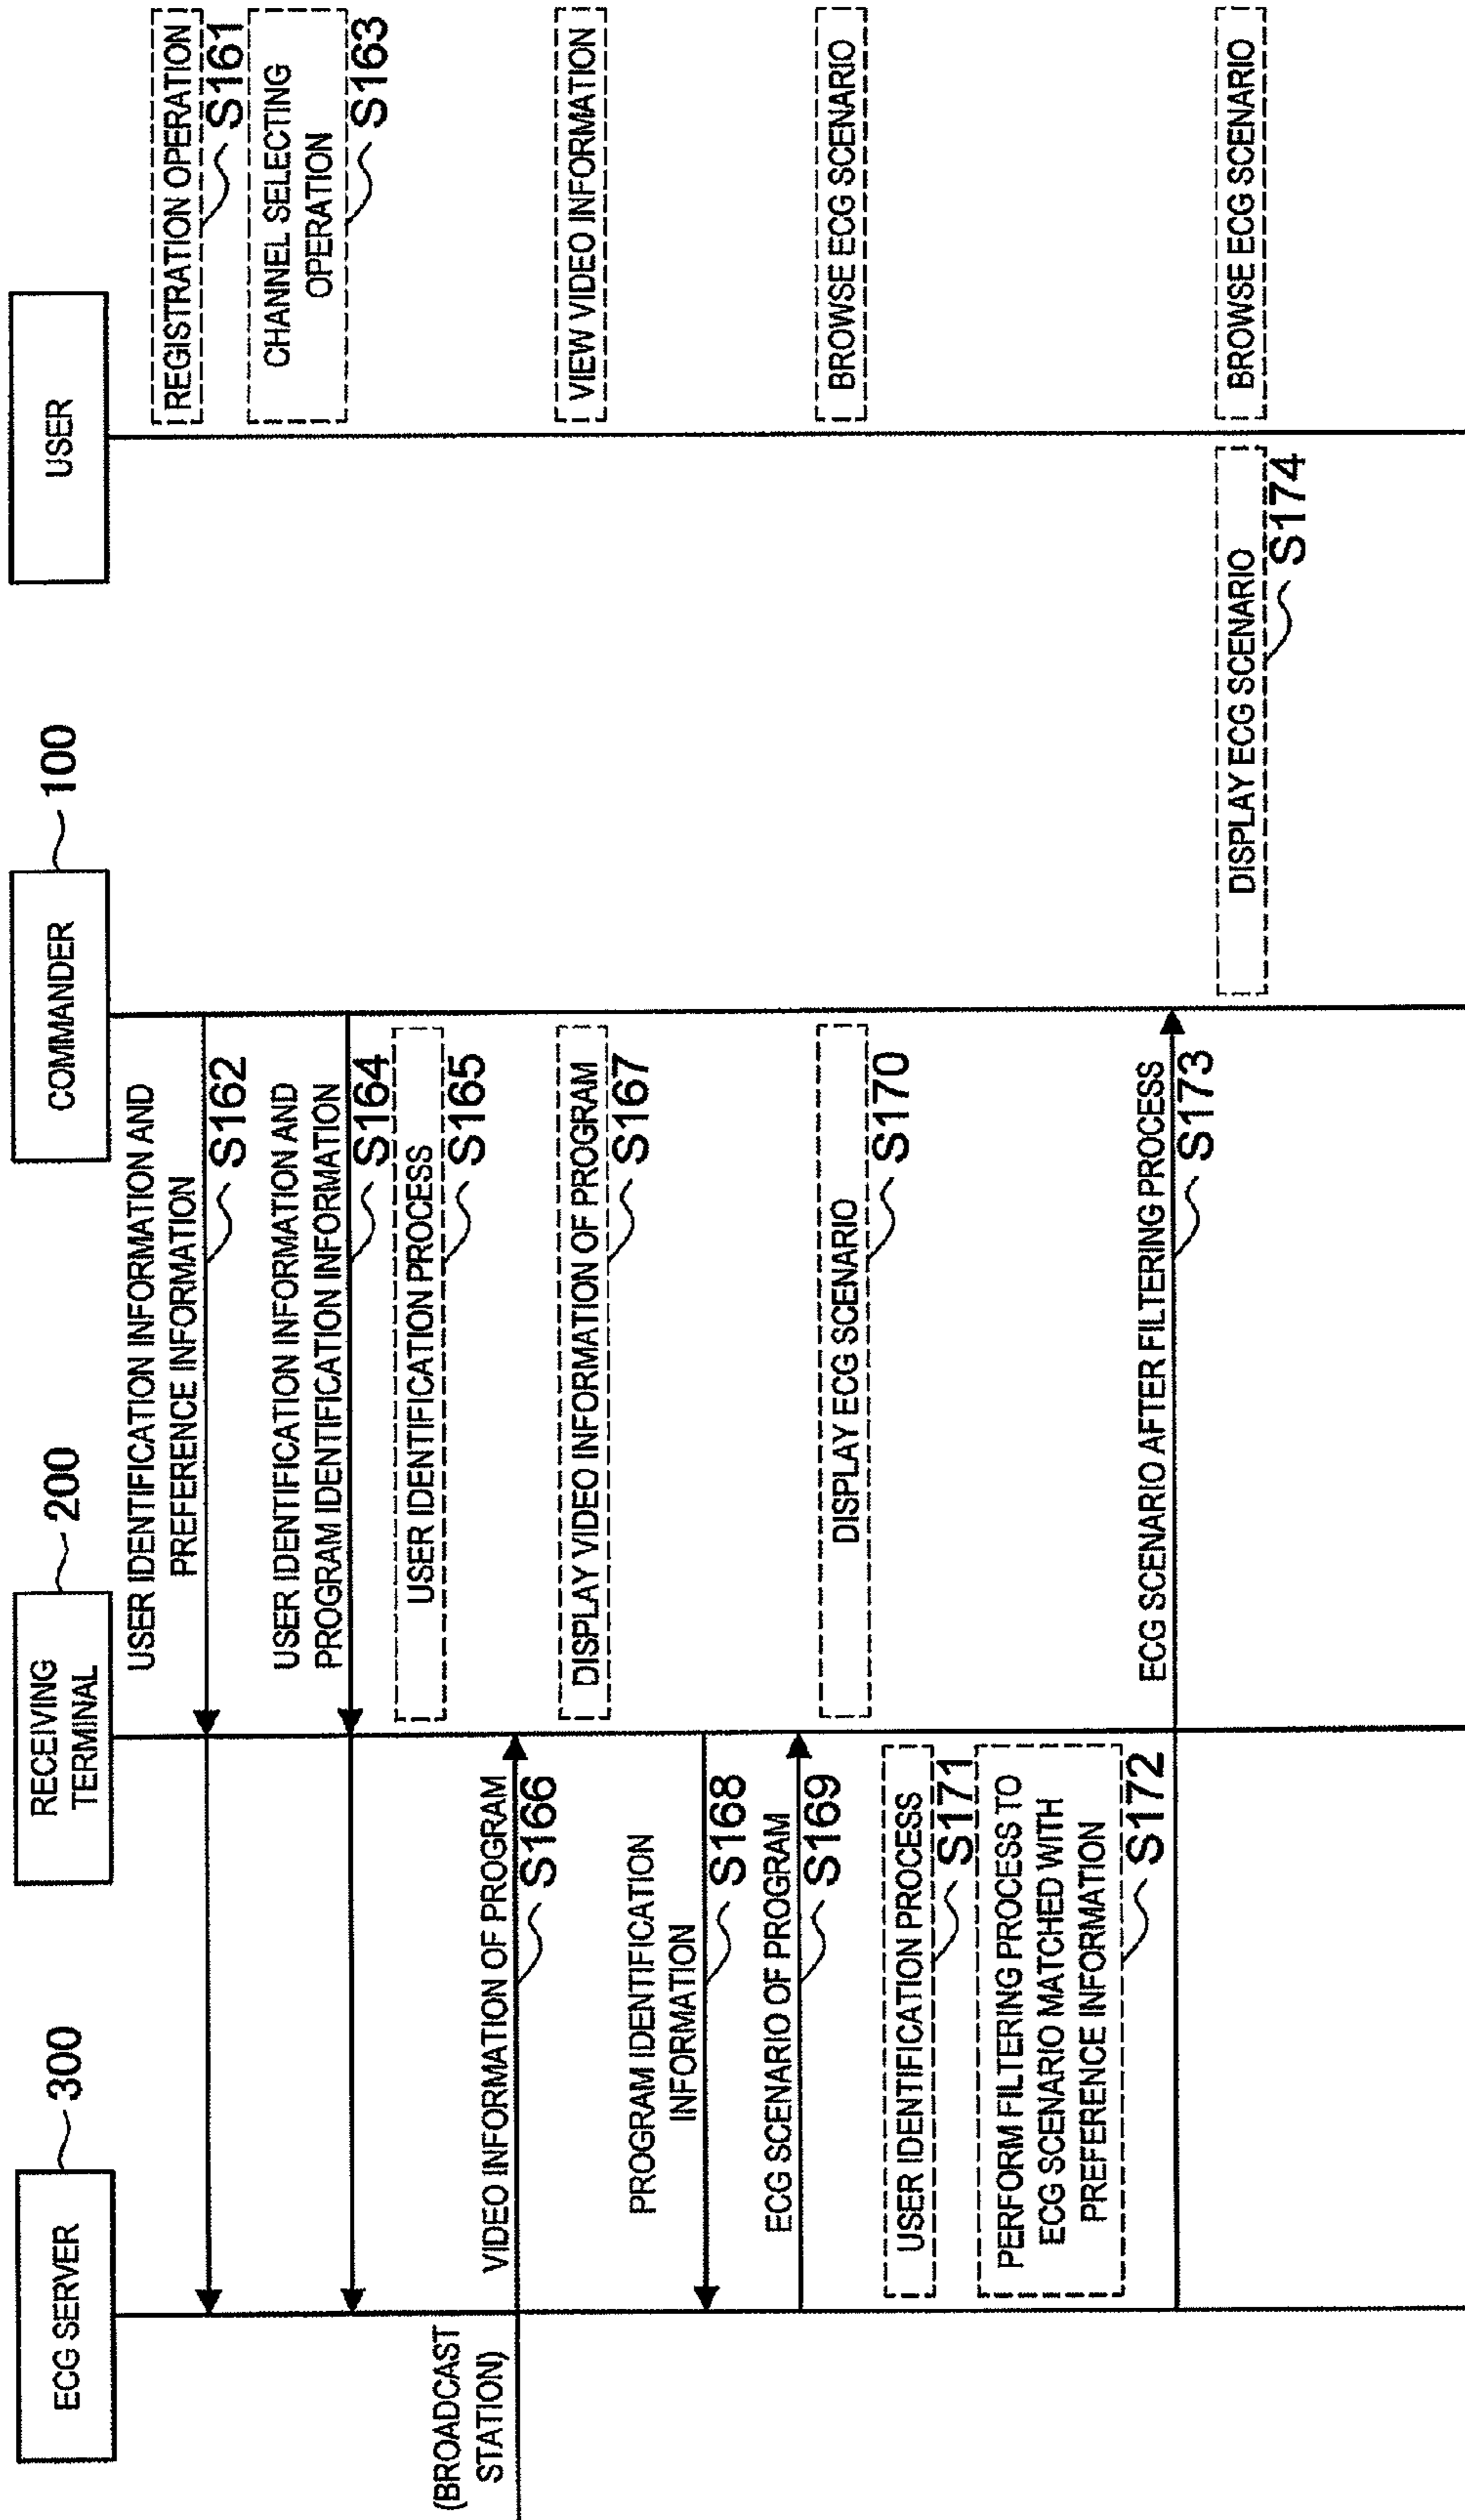 ECG SERVER
300
RECEIVING
TERMINAL
200
COMMANDER
100
USER
REGISTRATION OPERATION
S161
USER IDENTIFICATION INFORMATION AND
PREFERENCE INFORMATION
S162
CHANNEL SELECTING
OPERATION
S163
USER IDENTIFICATION INFORMATION AND
PROGRAM IDENTIFICATION INFORMATION
S164
USER IDENTIFICATION PROCESS
S165
(BROADCAST
STATION)
VIDEO INFORMATION OF PROGRAM
S166
DISPLAY VIDEO INFORMATION OF PROGRAM
S167
VIEW VIDEO INFORMATION
PROGRAM IDENTIFICATION
INFORMATION
S168
ECG SCENARIO OF PROGRAM
S169
DISPLAY ECG SCENARIO
S170
BROWSE ECG SCENARIO
USER IDENTIFICATION PROCESS
S171
PERFORM FILTERING PROCESS TO
ECG SCENARIO MATCHED WITH
PREFERENCE INFORMATION
S172
ECG SCENARIO AFTER FILTERING PROCESS
S173
DISPLAY ECG SCENARIO
S174
BROWSE ECG SCENARIO